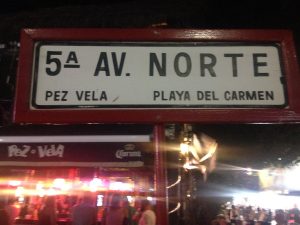 5A AV. NORTE
PEZ VELA PLAYA DEL CARMEN
PEZ-VELA
Corona